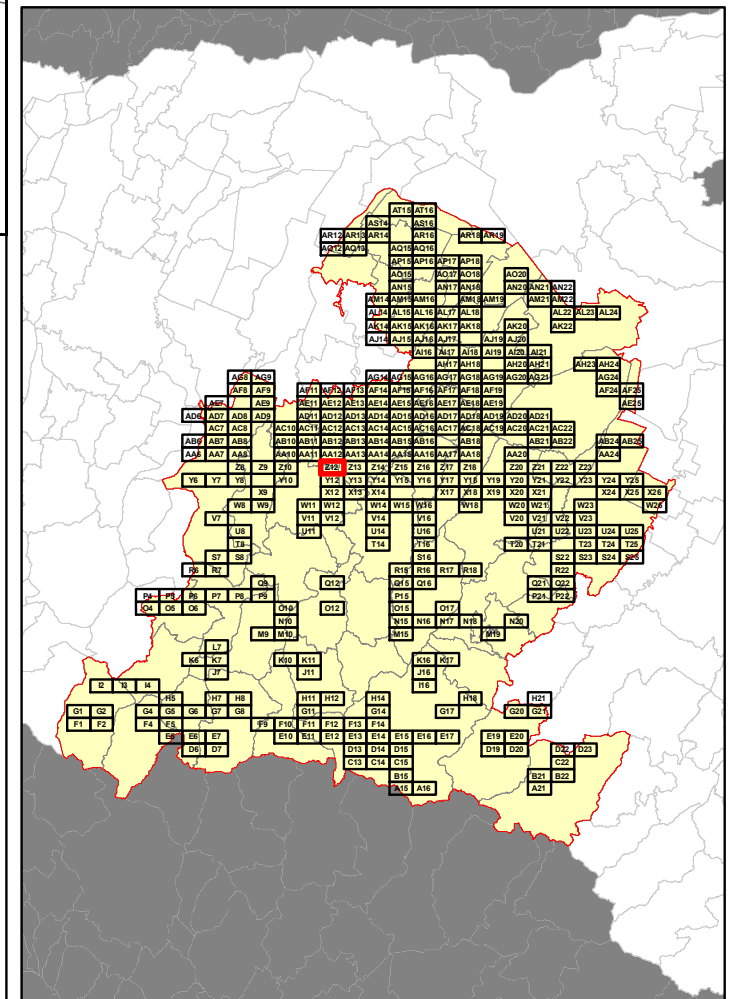 AT15 AT16
AS14 AS16
AR12 AR13 AR14 AR16 AR18 AR19
AQ12 AQ13 AQ15 AQ16
AP15 AP16 AP17 AP18
AO15 AO17 AO18 AO20
AN15 AN17 AN18 AN20 AN21 AN22
AM14 AM15 AM16 AM18 AM19 AM21 AM22
AL14 AL15 AL16 AL17 AL18 AL22 AL23 AL24
AK14 AK15 AK16 AK17 AK18 AK20 AK22
AJ14 AJ15 AJ16 AJ17 AJ19 AJ20
AI16 AI17 AI18 AI19 AI20 AI21
AH17 AH18 AH20 AH21 AH23 AH24
AG8 AG9 AG14 AG15 AG16 AG17 AG18 AG19 AG20 AG21 AG24
AF8 AF9 AF11 AF12 AF13 AF14 AF15 AF16 AF17 AF18 AF19 AF24 AF25
AE7 AE9 AE11 AE12 AE13 AE14 AE15 AE16 AE17 AE18 AE19 AE25
AD6 AD7 AD8 AD9 AD11 AD12 AD13 AD14 AD15 AD16 AD17 AD18 AD19 AD20 AD21
AC7 AC8 AC10 AC11 AC12 AC13 AC14 AC15 AC16 AC17 AC18 AC19 AC20 AC21 AC22
AB6 AB7 AB8 AB10 AB11 AB12 AB13 AB14 AB15 AB16 AB18 AB21 AB22 AB24 AB25
AA6 AA7 AA8 AA10 AA11 AA12 AA13 AA14 AA15 AA16 AA17 AA18 AA20 AA24
Z8 Z9 Z10 Z12 Z13 Z14 Z15 Z16 Z17 Z18 Z20 Z21 Z22 Z23
Y6 Y7 Y8 Y10 Y12 Y13 Y14 Y15 Y16 Y17 Y18 Y19 Y20 Y21 Y22 Y23 Y24 Y25
X9 X12 X13 X14 X17 X18 X19 X20 X21 X24 X25 X26
W8 W9 W11 W12 W14 W15 W16 W18 W20 W21 W23 W26
V7 V11 V12 V14 V16 V20 V21 V22 V23
U8 U11 U14 U16 U21 U22 U23 U24 U25
T8 T14 T16 T20 T21 T23 T24 T25
S7 S8 S16 S22 S23 S24 S25
R6 R7 R15 R16 R17 R18 R22
Q9 Q12 Q15 Q16 Q21 Q22
P4 P5 P6 P7 P8 P9 P15 P21 P22
O4 O5 O6 O10 O12 O15 O17
N10 N15 N16 N17 N18 N20
M9 M10 M15 M19
L7
K6 K7 K10 K11 K16 K17
J7 J11 J16
I2 I3 I4 I16
H5 H7 H8 H11 H12 H14 H18 H21
G1 G2 G4 G5 G6 G7 G8 G11 G14 G17 G20 G21
F1 F2 F4 F5 F9 F10 F11 F12 F13 F14
E5 E6 E7 E10 E11 E12 E13 E14 E15 E16 E17 E19 E20
D6 D7 D13 D14 D15 D19 D20 D22 D23
C13 C14 C15 C22
B15 B21 B22
A15 A16 A21